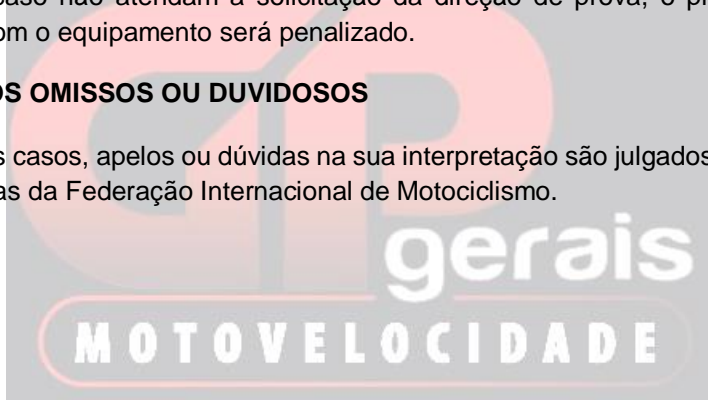 caso não atendam a solicitação da direção de prova, o
om o equipamento será penalizado.
OS OMISSOS OU DUVIDOSOS
s casos, apelos ou dúvidas na sua interpretação são julgados
as da Federação Internacional de Motociclismo.
GP
gerais
MOTOVELOCIDADE